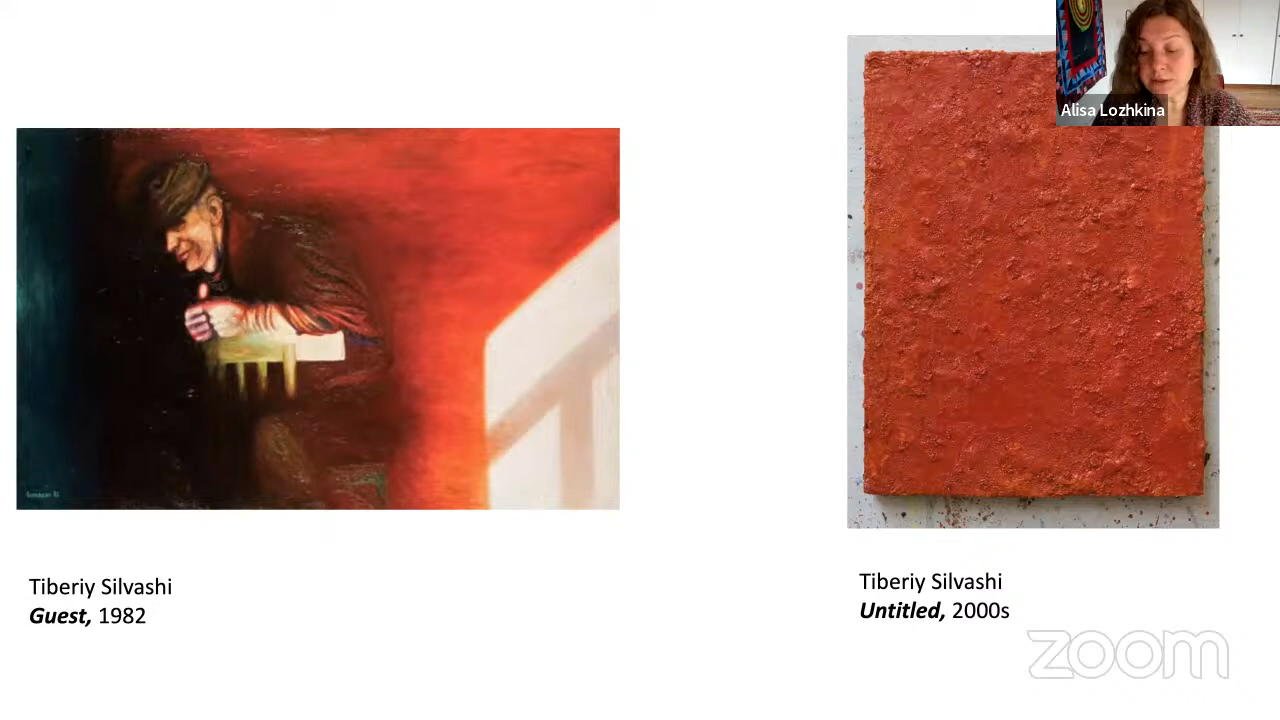 Alisa Lozhkina
Tiberiy Silvashi
Guest, 1982
Tiberiy Silvashi
Untitled, 2000s
zoom